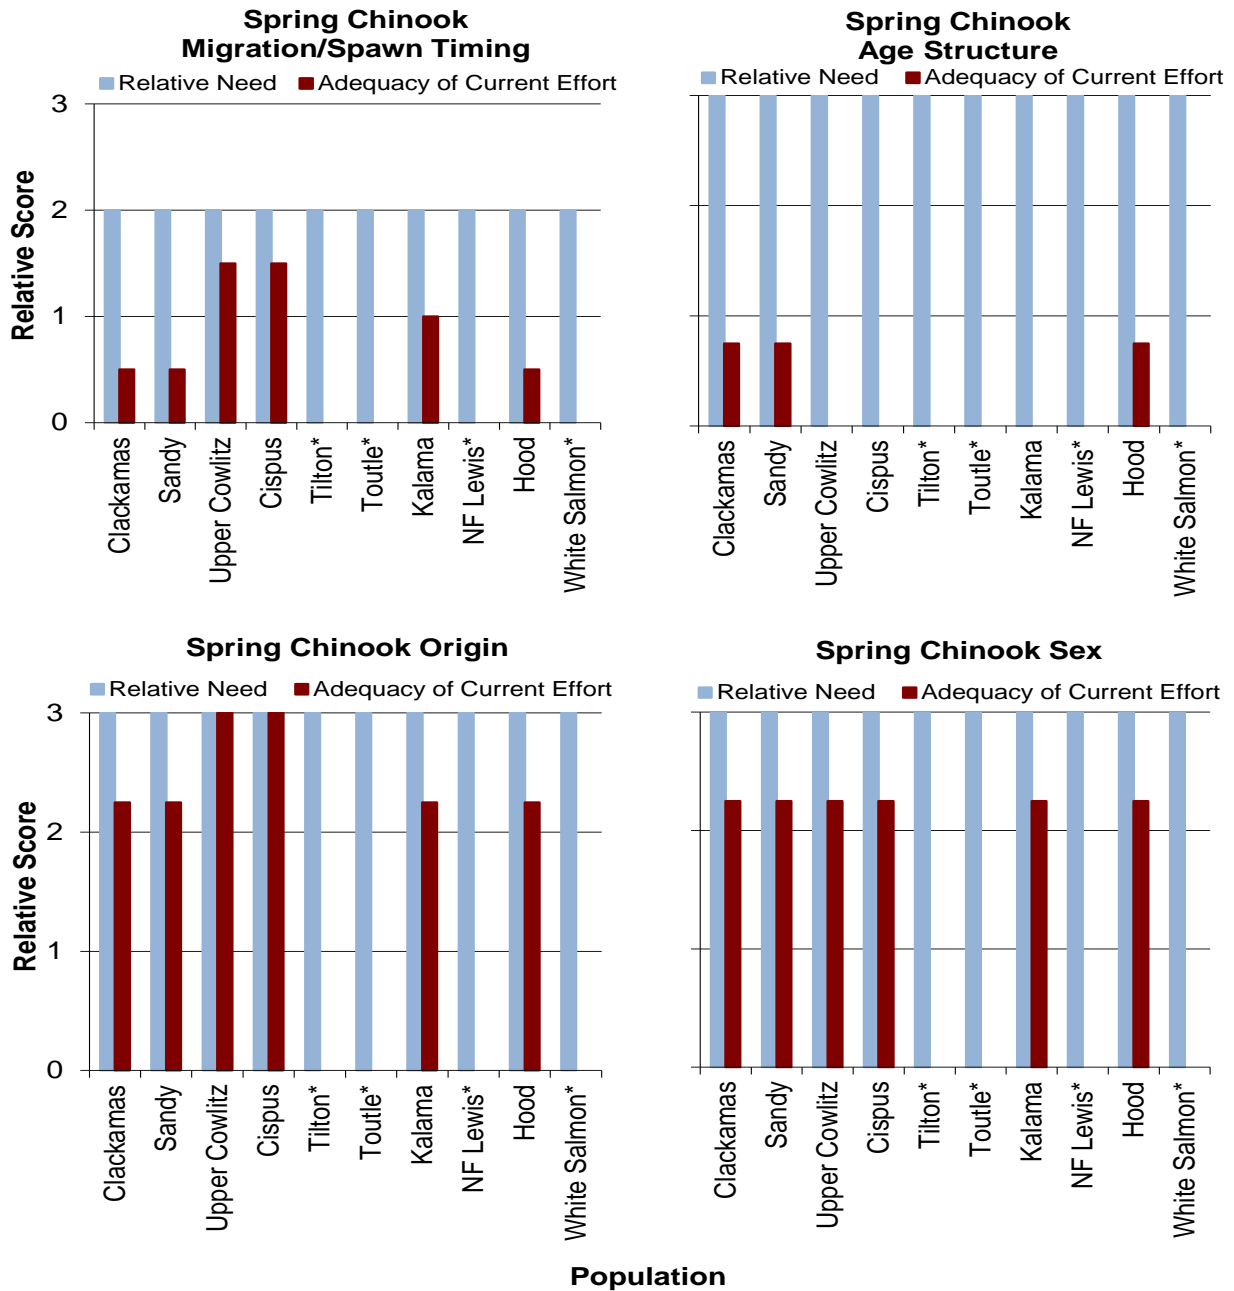 Spring Chinook
Migration/Spawn Timing
Relative Need Adequacy of Current Effort
3
2
1
0
Relative Score
Clackamas
Sandy
Upper Cowlitz
Cispus
Tilton*
Toutle*
Kalama
NF Lewis*
Hood
White Salmon*
Spring Chinook
Age Structure
Relative Need Adequacy of Current Effort
Clackamas
Sandy
Upper Cowlitz
Cispus
Tilton*
Toutle*
Kalama
NF Lewis*
Hood
White Salmon*
Spring Chinook Origin
Relative Need Adequacy of Current Effort
3
2
1
0
Relative Score
Clackamas
Sandy
Upper Cowlitz
Cispus
Tilton*
Toutle*
Kalama
NF Lewis*
Hood
White Salmon*
Spring Chinook Sex
Relative Need Adequacy of Current Effort
Clackamas
Sandy
Upper Cowlitz
Cispus
Tilton*
Toutle*
Kalama
NF Lewis*
Hood
White Salmon*
Population